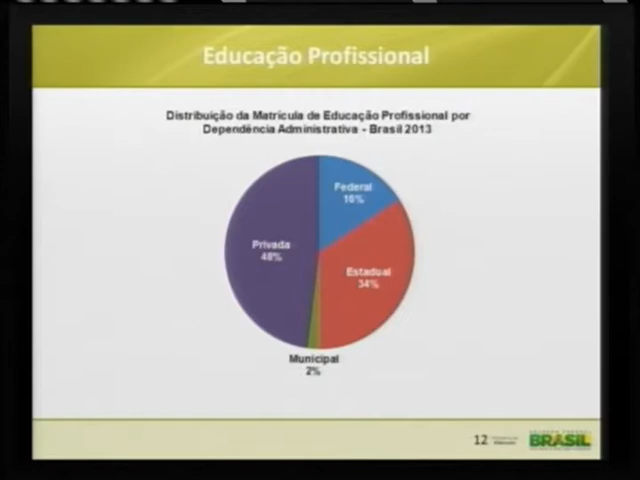 Educação Profissional
Distribuição da Matrícula de Educação Profissional por
Dependência Administrativa - Brasil 2013
Federal
16%
Privada
48%
Estadual
34%
Municipal
2%
12
BRASIL